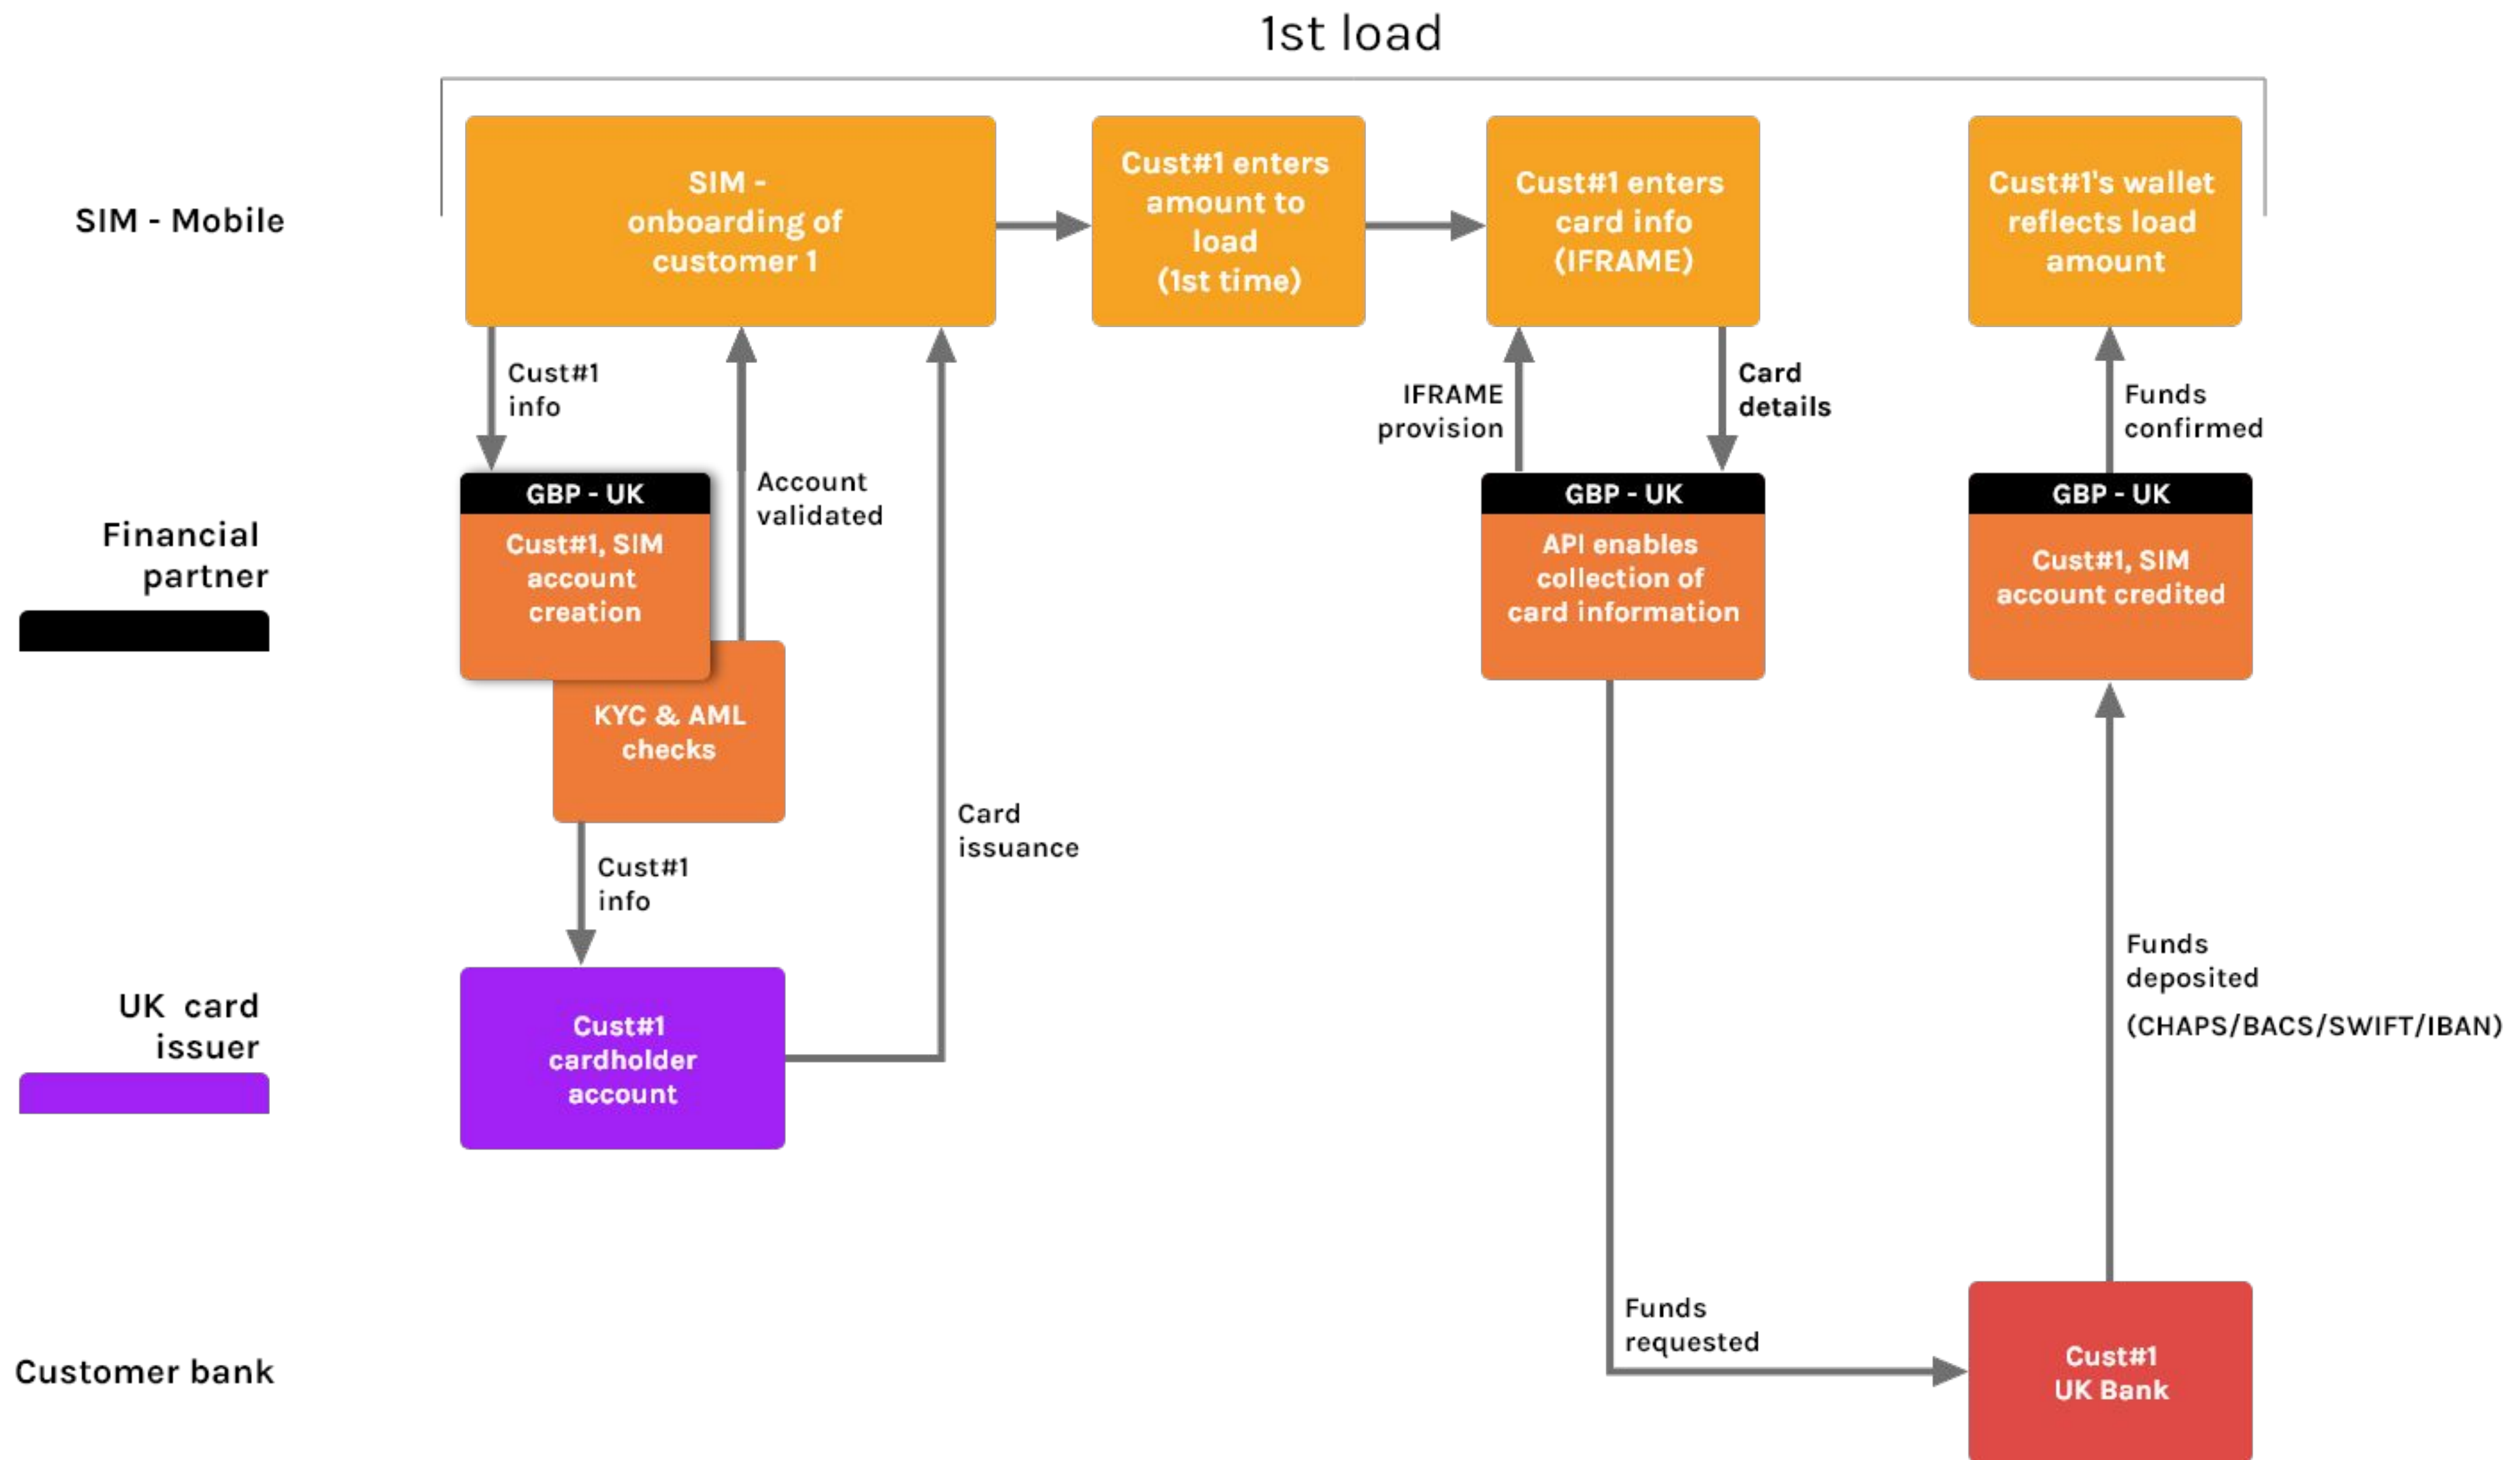 1st load
SIM - Mobile
SIM -
onboarding of
customer 1
Cust#1 enters
amount to
load
(1st time)
Cust#1 enters
card info
(IFRAME)
Cust#1's wallet
reflects load
amount
Cust#1
info
Account
validated
Card
issuance
IFRAME
provision
Card
details
Funds
confirmed
Financial
partner
GBP - UK
Cust#1, SIM
account
creation
KYC & AML
checks
GBP - UK
API enables
collection of
card information
GBP - UK
Cust#1, SIM
account credited
Cust#1
info
UK  card
issuer
Cust#1
cardholder
account
Funds
deposited
(CHAPS/BACS/SWIFT/IBAN)
Customer bank
Funds
requested
Cust#1
UK Bank